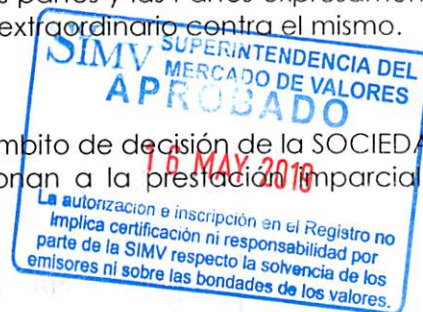 s partes y las Partes expresamen
extraordinario contra el mismo.
SIMV SUPERINTENDENCIA DEL
MERCADO DE VALORES
APROBADO
mbito de decisión de la SOCIEDA
16 MAY 2019
onan a la prestación imparcial
La autorización e inscripción en el Registro no
implica certificación ni responsabilidad por
parte de la SIMV respecto la solvencia de los
emisores ni sobre las bondades de los valores.